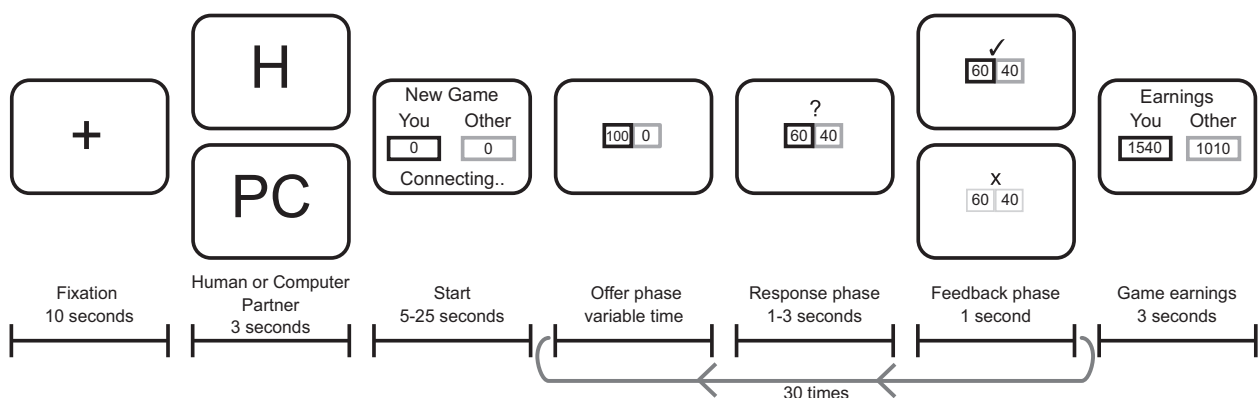 +
H
PC
New Game
You Other
0 0
Connecting..
100 0
?
60 40
✓
60 40
x
60 40
Earnings
You Other
1540 1010
Fixation
10 seconds
Human or Computer
Partner
3 seconds
Start
5-25 seconds
Offer phase
variable time
Response phase
1-3 seconds
Feedback phase
1 second
Game earnings
3 seconds
30 times